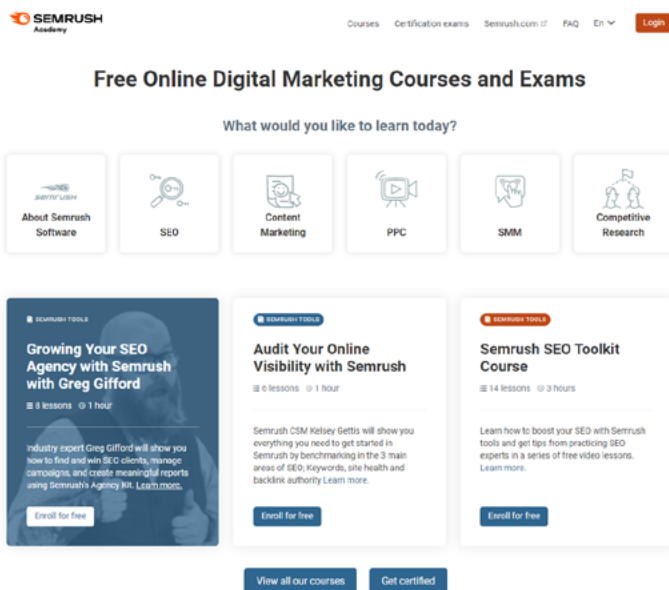 SEMRUSH
Academy
Courses Certification exams Semrush.com FAQ En Login
Free Online Digital Marketing Courses and Exams
What would you like to learn today?
semrush
About Semrush
Software
SEO
Content
Marketing
PPC
SMM
Competitive
Research
SEMRUSH TOOLS
Growing Your SEO
Agency with Semrush
with Greg Gifford
8 lessons 1 hour
Industry expert Greg Gifford will show you
how to find and win SEO clients, manage
campaigns, and create meaningful reports
using Semrush's Agency Kit. Learn more.
Enroll for free
SEMRUSH TOOLS
Audit Your Online
Visibility with Semrush
6 lessons 1 hour
Semrush CSM Kelsey Gettis will show you
everything you need to get started in
Semrush by benchmarking in the 3 main
areas of SEO; Keywords, site health and
backlink authority Learn more.
Enroll for free
SEMRUSH TOOLS
Semrush SEO Toolkit
Course
14 lessons 3 hours
Learn how to boost your SEO with Semrush
tools and get tips from practicing SEO
experts in a series of free video lessons.
Learn more.
Enroll for free
View all our courses
Get certified